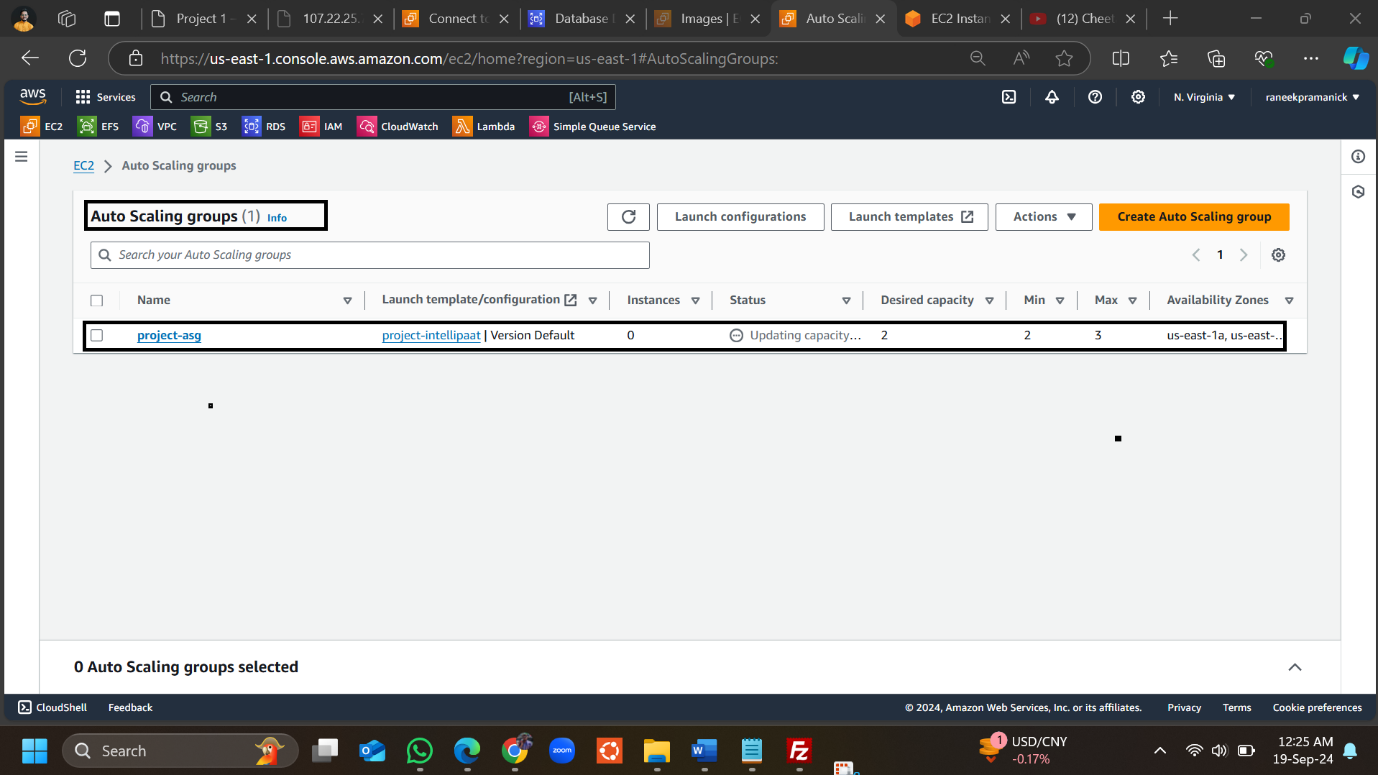 Project 1 -
107.22.25.
Connect to
Database
Images | E
Auto Scali
EC2 Instan
(12) Cheet
https://us-east-1.console.aws.amazon.com/ec2/home?region=us-east-1#AutoScalingGroups:
aws
Services
Search
[Alt+S]
N. Virginia
raneekpramanick
EC2
EFS
VPC
S3
RDS
IAM
CloudWatch
Lambda
Simple Queue Service
EC2
Auto Scaling groups
Auto Scaling groups (1) Info
Launch configurations
Launch templates
Actions
Create Auto Scaling group
Search your Auto Scaling groups
1
Name
Launch template/configuration
Instances
Status
Desired capacity
Min
Max
Availability Zones
project-asg
project-intellipaat | Version Default
0
Updating capacity...
2
2
3
us-east-1a, us-east-...
0 Auto Scaling groups selected
CloudShell
Feedback
© 2024, Amazon Web Services, Inc. or its affiliates.
Privacy
Terms
Cookie preferences
Search
zoom
1
USD/CNY
-0.17%
12:25 AM
19-Sep-24